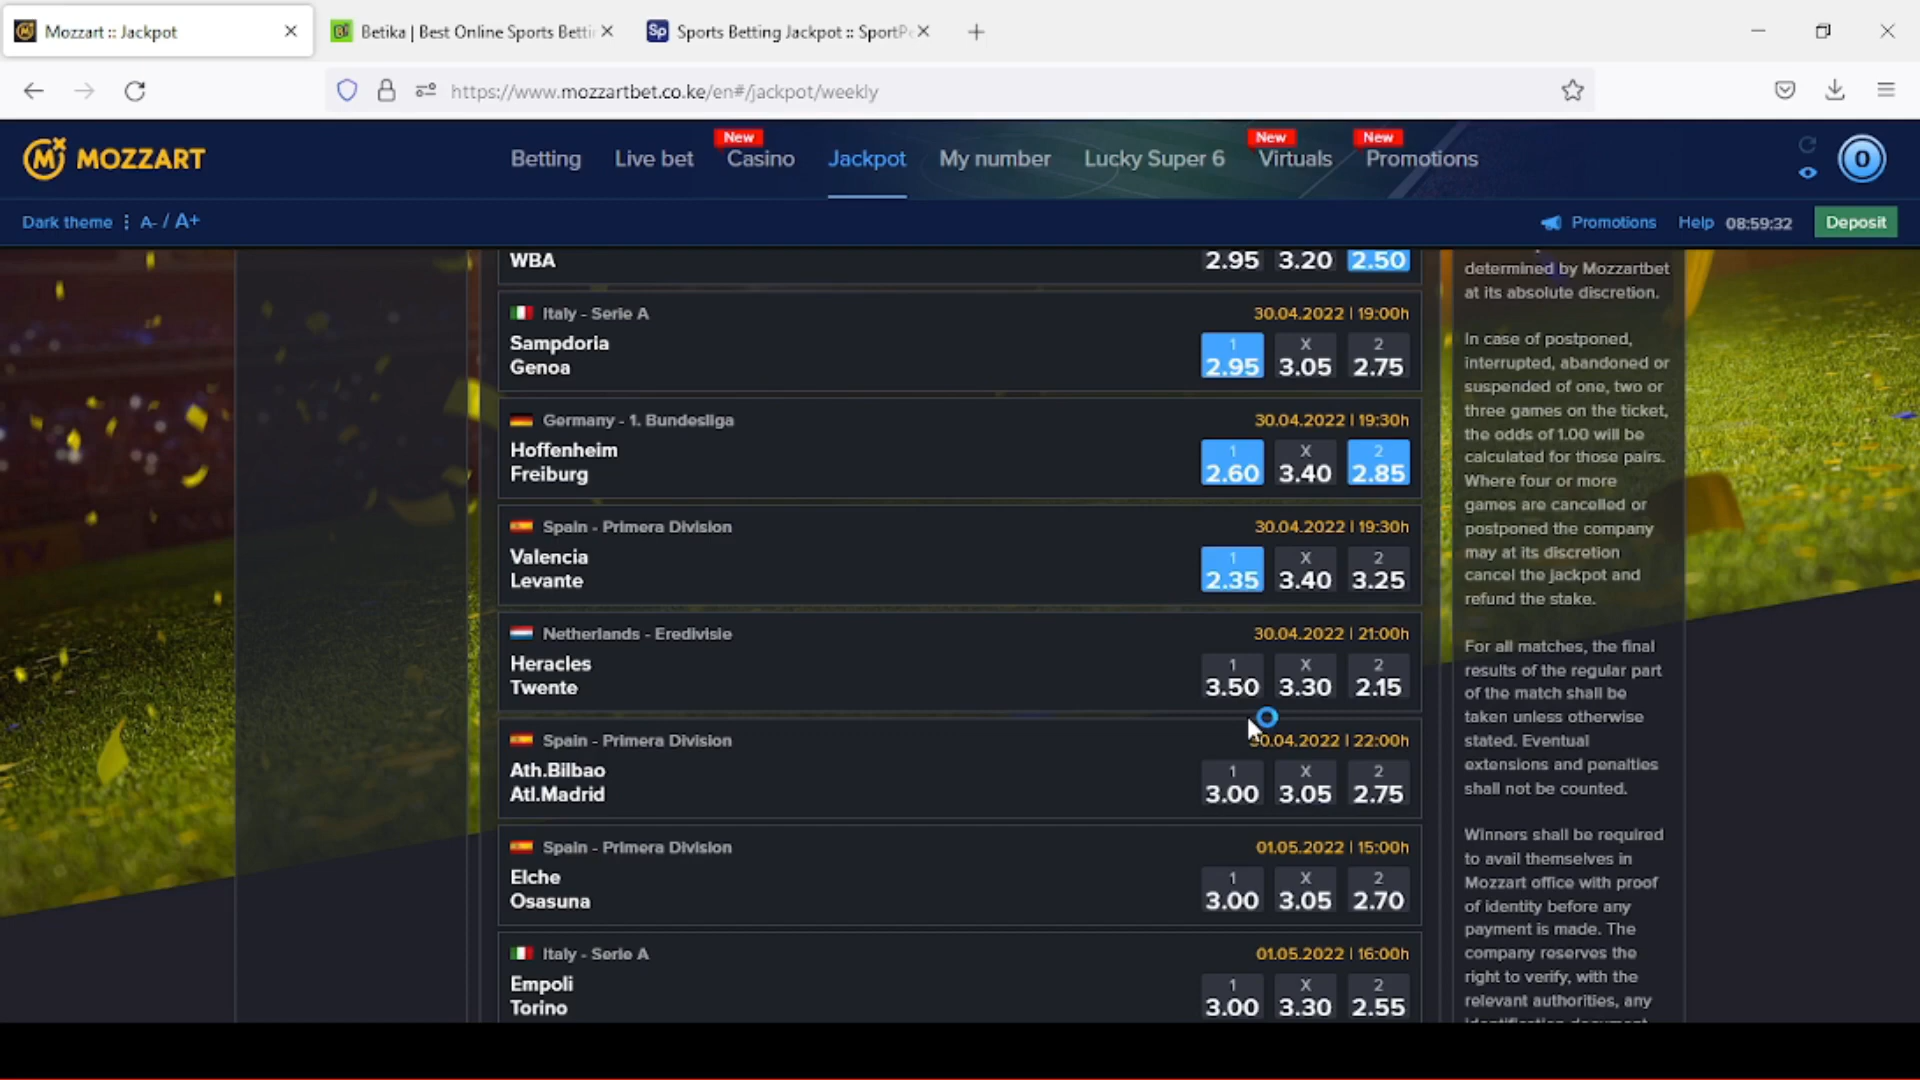 Mozzart :: Jackpot
Betika | Best Online Sports Betti
Sp Sports Betting Jackpot :: SportP
https://www.mozzartbet.co.ke/en#/jackpot/weekly
MOZZART
Betting
Live bet
New
Casino
Jackpot
My number
Lucky Super 6
New
Virtuals
New
Promotions
0
Dark theme
A- / A+
Promotions
Help
08:59:32
Deposit
WBA
2.95 3.20 2.50
Italy - Serie A 30.04.2022 | 19:00h
Sampdoria
Genoa
1 X 2
2.95 3.05 2.75
Germany - 1. Bundesliga 30.04.2022 | 19:30h
Hoffenheim
Freiburg
1 X 2
2.60 3.40 2.85
Spain - Primera Division 30.04.2022 | 19:30h
Valencia
Levante
1 X 2
2.35 3.40 3.25
Netherlands - Eredivisie 30.04.2022 | 21:00h
Heracles
Twente
1 X 2
3.50 3.30 2.15
Spain - Primera Division 30.04.2022 | 22:00h
Ath.Bilbao
Atl.Madrid
1 X 2
3.00 3.05 2.75
Spain - Primera Division 01.05.2022 | 15:00h
Elche
Osasuna
1 X 2
3.00 3.05 2.70
Italy - Serie A 01.05.2022 | 16:00h
Empoli
Torino
1 X 2
3.00 3.30 2.55
determined by Mozzartbet
at its absolute discretion.
In case of postponed,
interrupted, abandoned or
suspended of one, two or
three games on the ticket,
the odds of 1.00 will be
calculated for those pairs.
Where four or more
games are cancelled or
postponed the company
may at its discretion
cancel the jackpot and
refund the stake.
For all matches, the final
results of the regular part
of the match shall be
taken unless otherwise
stated. Eventual
extensions and penalties
shall not be counted.
Winners shall be required
to avail themselves in
Mozzart office with proof
of identity before any
payment is made. The
company reserves the
right to verify, with the
relevant authorities, any